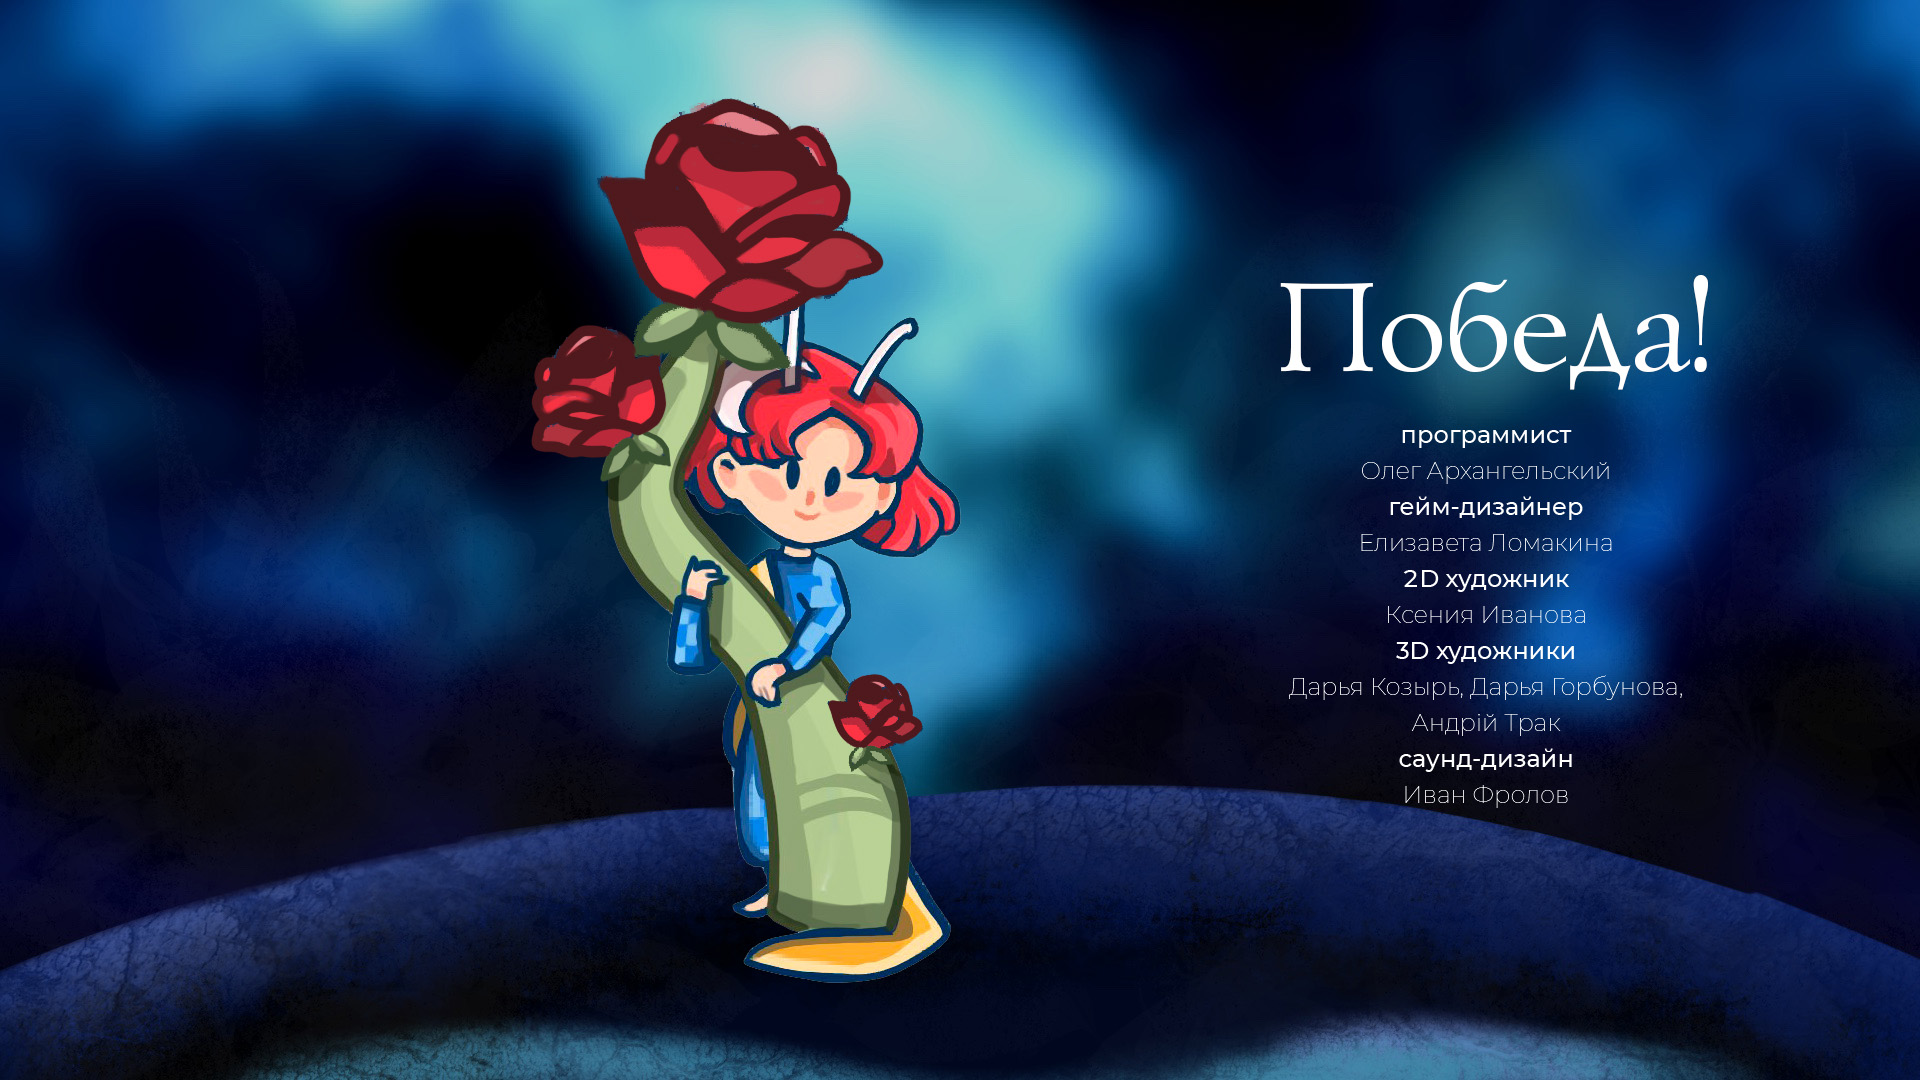 Победа!
программист
Олег Архангельский
гейм-дизайнер
Елизавета Ломакина
2D художник
Ксения Иванова
3D художники
Дарья Козырь, Дарья Горбунова,
Андрій Трак
саунд-дизайн
Иван Фролов